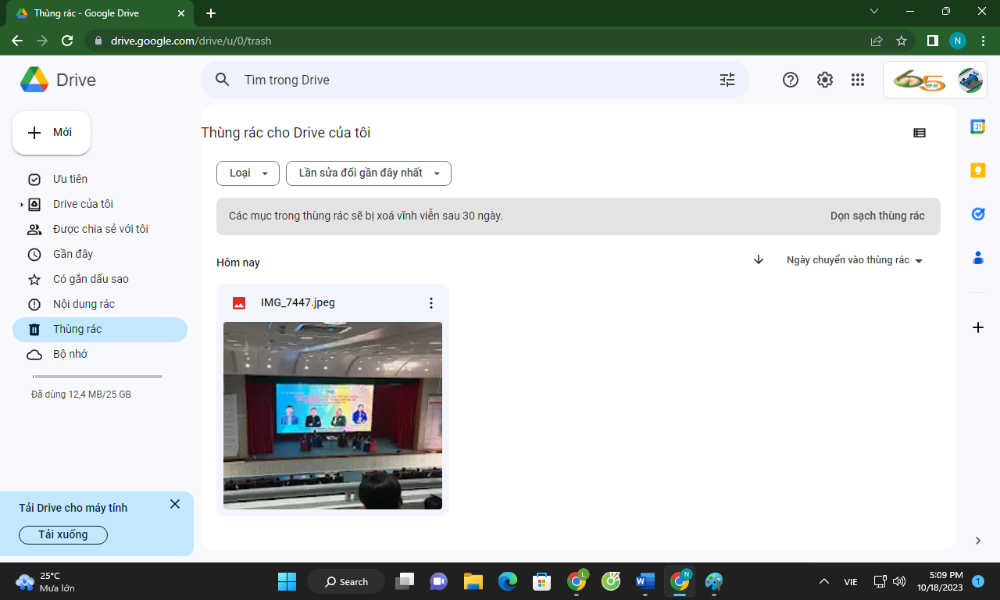 Thùng rác - Google Drive
drive.google.com/drive/u/0/trash
N
Drive
Tìm trong Drive
65
Mới
Thùng rác cho Drive của tôi
31
Loại
Lần sửa đổi gần đây nhất
Ưu tiên
Drive của tôi
Được chia sẻ với tôi
Gần đây
Có gắn dấu sao
Nội dung rác
Thùng rác
Bộ nhớ
Đã dùng 12,4 MB/25 GB
Các mục trong thùng rác sẽ bị xoá vĩnh viễn sau 30 ngày.
Dọn sạch thùng rác
Hôm nay
Ngày chuyển vào thùng rác
IMG_7447.jpeg
Tải Drive cho máy tính
Tải xuống
25°C
Mưa lớn
Search
L
N
VIE
5:09 PM
10/18/2023
1